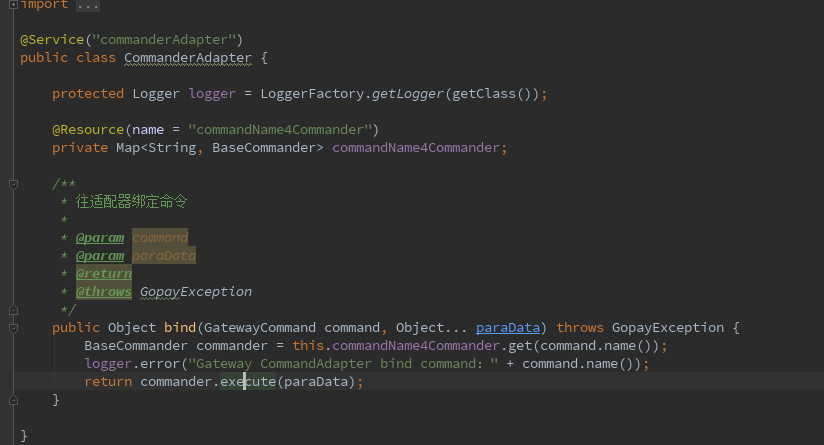 import ...
@Service("commanderAdapter")
public class CommanderAdapter {
protected Logger logger = LoggerFactory.getLogger(getClass());
@Resource(name = "commandName4Commander")
private Map<String, BaseCommander> commandName4Commander;
/**
* 往适配器绑定命令
*
* @param command
* @param paraData
* @return
* @throws GopayException
*/
public Object bind(GatewayCommand command, Object... paraData) throws GopayException {
BaseCommander commander = this.commandName4Commander.get(command.name());
logger.error("Gateway CommandAdapter bind command：" + command.name());
return commander.execute(paraData);
}
}